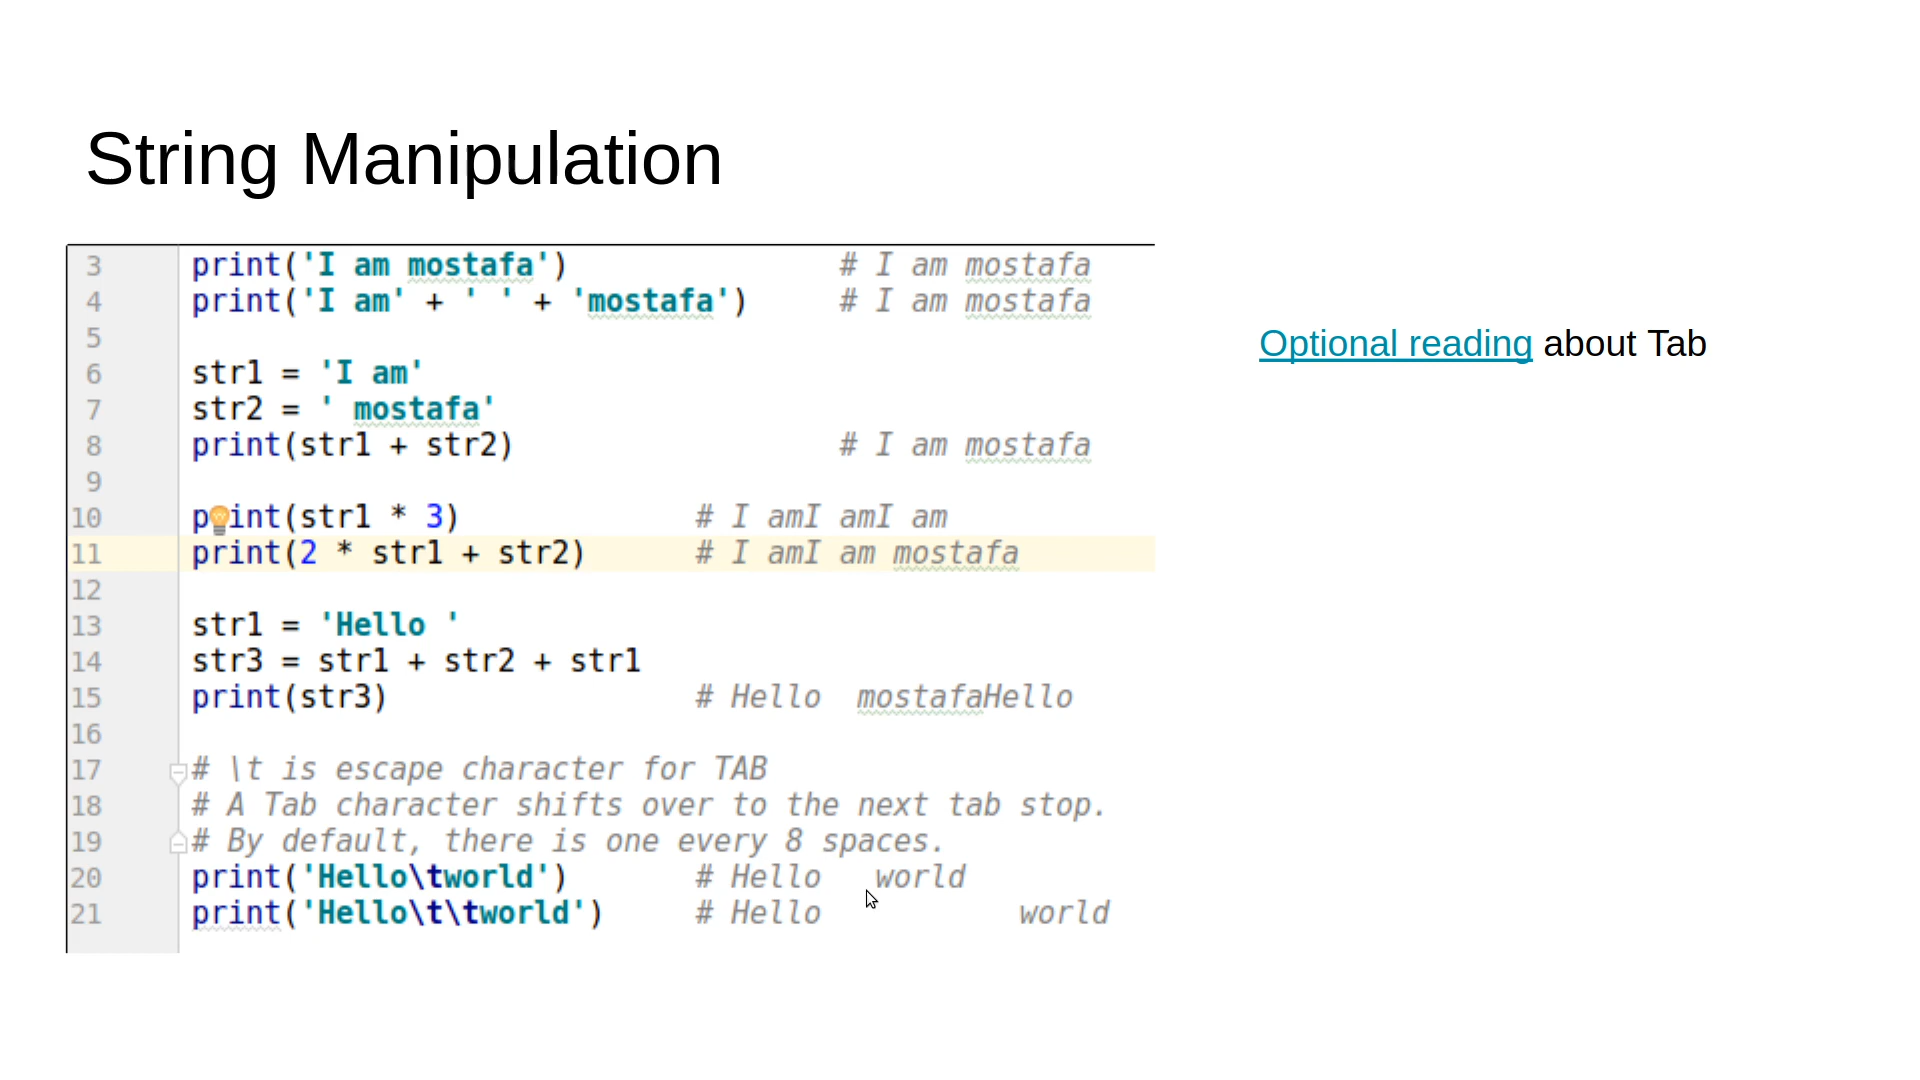 String Manipulation
3 print('I am mostafa')               # I am mostafa
4 print('I am' + ' ' + 'mostafa')     # I am mostafa
5
6 str1 = 'I am'
7 str2 = ' mostafa'
8 print(str1 + str2)                  # I am mostafa
9
10 print(str1 * 3)             # I amI amI am
11 print(2 * str1 + str2)      # I amI am mostafa
12
13 str1 = 'Hello '
14 str3 = str1 + str2 + str1
15 print(str3)                 # Hello  mostafaHello
16
17 # \t is escape character for TAB
18 # A Tab character shifts over to the next tab stop.
19 # By default, there is one every 8 spaces.
20 print('Hello\tworld')       # Hello   world
21 print('Hello\t\tworld')     # Hello           world
Optional reading about Tab